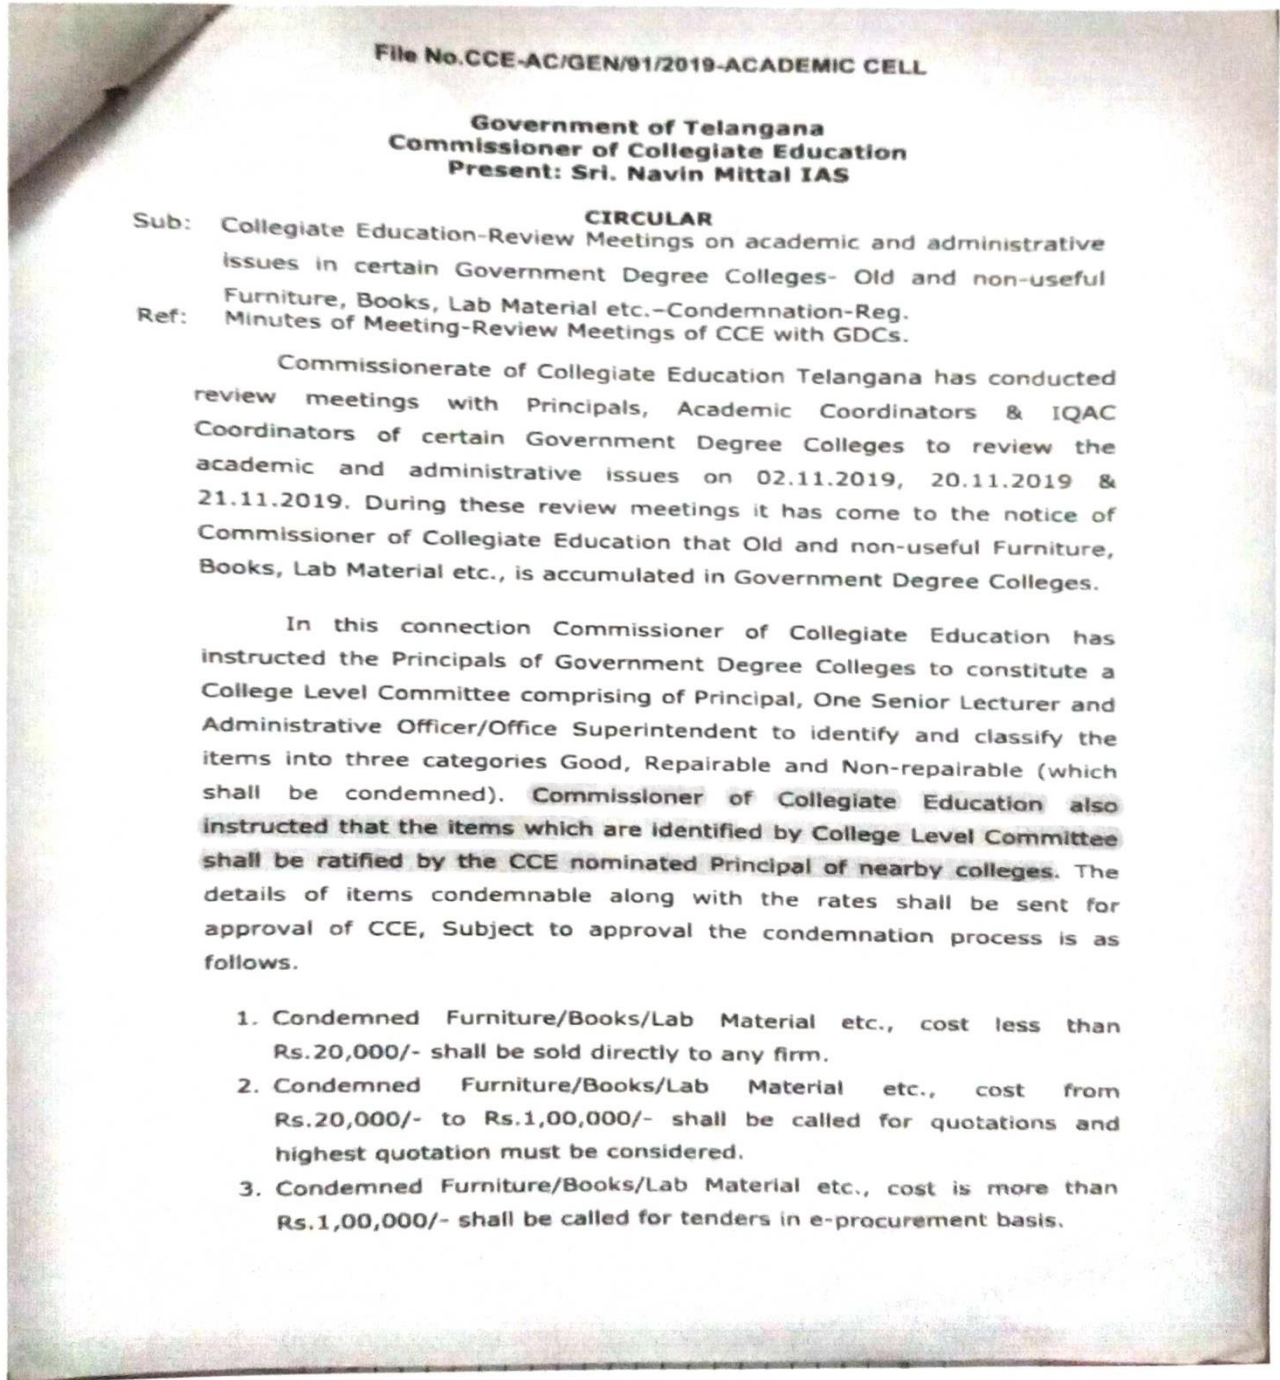 File No.CCE-AC/GEN/91/2019-ACADEMIC CELL
Government of Telangana
Commissioner of Collegiate Education
Present: Sri. Navin Mittal IAS
CIRCULAR
Sub: Collegiate Education-Review Meetings on academic and administrative
issues in certain Government Degree Colleges- Old and non-useful
Furniture, Books, Lab Material etc.-Condemnation-Reg.
Ref: Minutes of Meeting-Review Meetings of CCE with GDCs.
Commissionerate of Collegiate Education Telangana has conducted
review meetings with Principals, Academic Coordinators & IQAC
Coordinators of certain Government Degree Colleges to review the
academic and administrative issues on 02.11.2019, 20.11.2019 &
21.11.2019. During these review meetings it has come to the notice of
Commissioner of Collegiate Education that Old and non-useful Furniture,
Books, Lab Material etc., is accumulated in Government Degree Colleges.
In this connection Commissioner of Collegiate Education has
instructed the Principals of Government Degree Colleges to constitute a
College Level Committee comprising of Principal, One Senior Lecturer and
Administrative Officer/Office Superintendent to identify and classify the
items into three categories Good, Repairable and Non-repairable (which
shall be condemned). Commissioner of Collegiate Education also
instructed that the items which are identified by College Level Committee
shall be ratified by the CCE nominated Principal of nearby colleges. The
details of items condemnable along with the rates shall be sent for
approval of CCE, Subject to approval the condemnation process is as
follows.
1. Condemned Furniture/Books/Lab Material etc., cost less than
Rs.20,000/- shall be sold directly to any firm.
2. Condemned Furniture/Books/Lab Material etc., cost from
Rs.20,000/- to Rs.1,00,000/- shall be called for quotations and
highest quotation must be considered.
3. Condemned Furniture/Books/Lab Material etc., cost is more than
Rs.1,00,000/- shall be called for tenders in e-procurement basis.